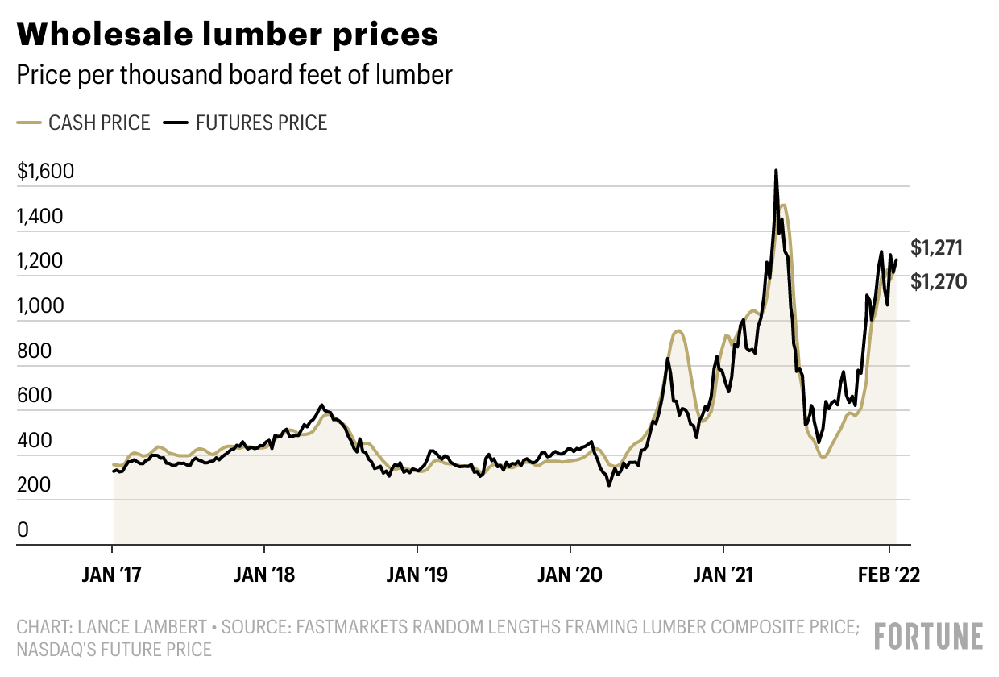 Wholesale lumber prices
Price per thousand board feet of lumber
CASH PRICE FUTURES PRICE
$1,600
1,400
$1,271
1,200
$1,270
1,000
800
600
400
200
0
JAN '17 JAN '18 JAN '19 JAN '20 JAN '21 FEB '22
CHART: LANCE LAMBERT • SOURCE: FASTMARKETS RANDOM LENGTHS FRAMING LUMBER COMPOSITE PRICE;
NASDAQ'S FUTURE PRICE
FORTUNE